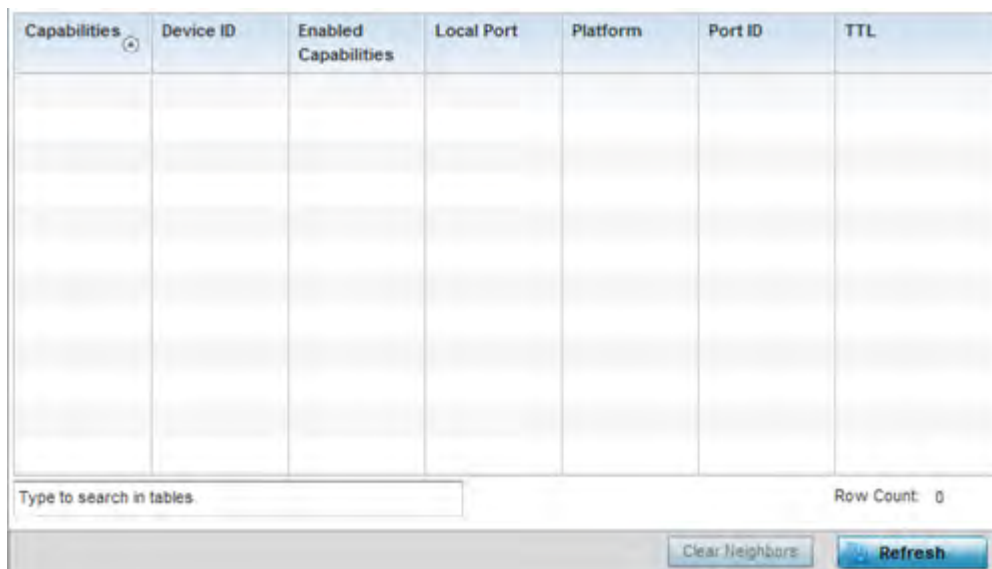 Capabilities Device ID Enabled Capabilities Local Port Platform Port ID TTL
Type to search in tables
Row Count: 0
Clear Neighbors Refresh